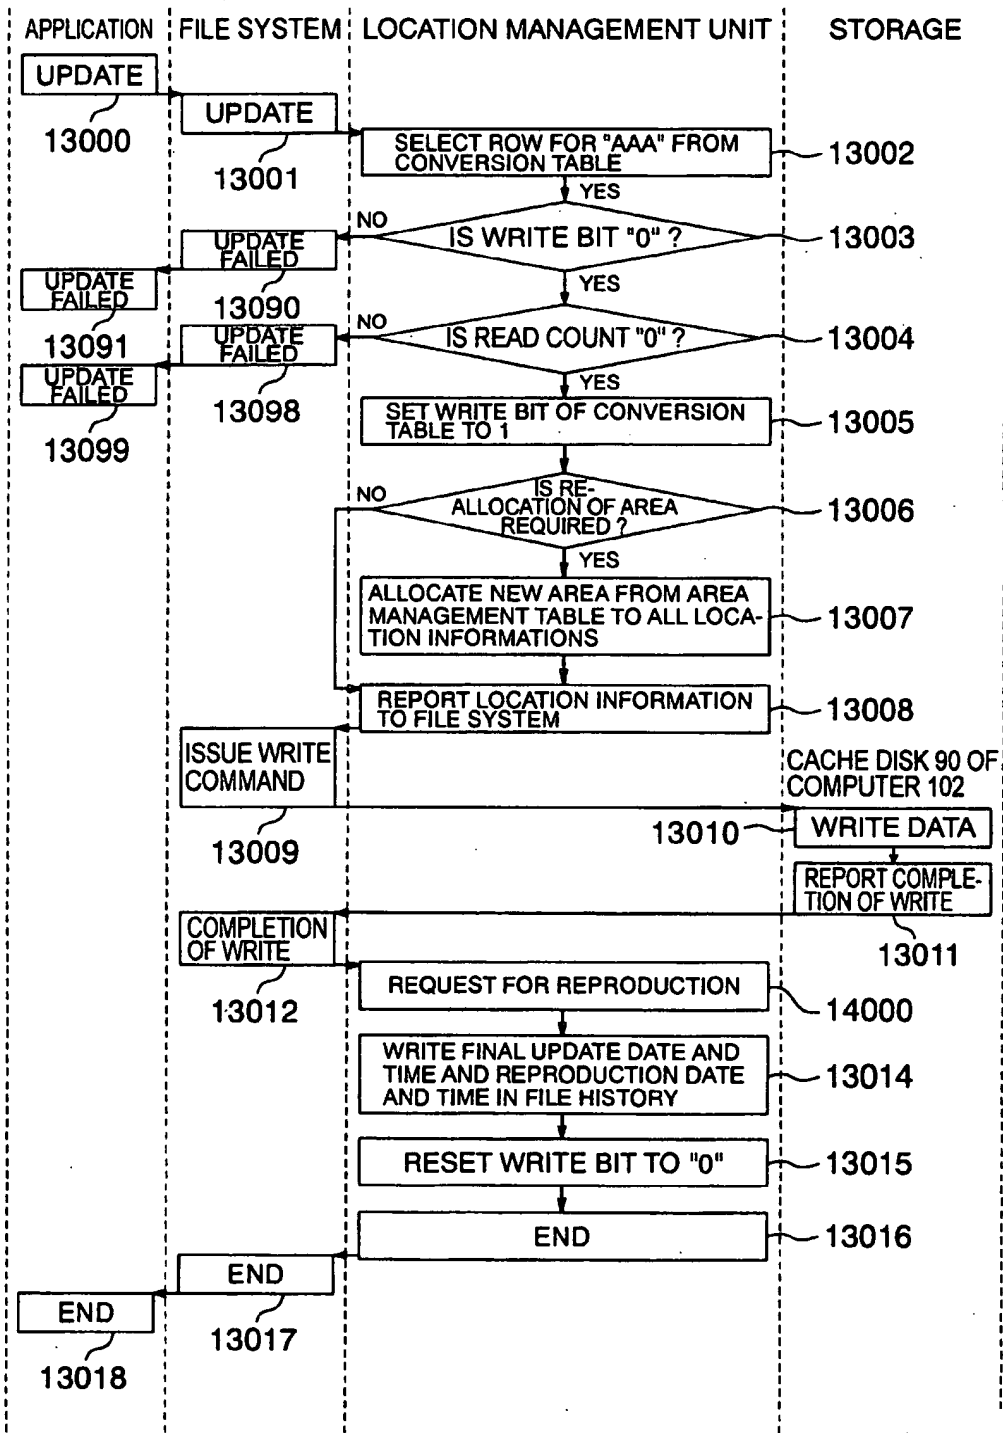 APPLICATION
FILE SYSTEM
LOCATION MANAGEMENT UNIT
STORAGE
UPDATE
13000
UPDATE
13001
SELECT ROW FOR "AAA" FROM
CONVERSION TABLE
13002
YES
IS WRITE BIT "0" ?
13003
NO
UPDATE
FAILED
13090
UPDATE
FAILED
13091
YES
IS READ COUNT "0" ?
13004
NO
UPDATE
FAILED
13098
UPDATE
FAILED
13099
YES
SET WRITE BIT OF CONVERSION
TABLE TO 1
13005
NO
IS RE-
ALLOCATION OF AREA
REQUIRED ?
13006
YES
ALLOCATE NEW AREA FROM AREA
MANAGEMENT TABLE TO ALL LOCA-
TION INFORMATIONS
13007
REPORT LOCATION INFORMATION
TO FILE SYSTEM
13008
ISSUE WRITE
COMMAND
13009
CACHE DISK 90 OF
COMPUTER 102
WRITE DATA
13010
REPORT COMPLE-
TION OF WRITE
13011
COMPLETION
OF WRITE
13012
REQUEST FOR REPRODUCTION
14000
WRITE FINAL UPDATE DATE AND
TIME AND REPRODUCTION DATE
AND TIME IN FILE HISTORY
13014
RESET WRITE BIT TO "0"
13015
END
13016
END
13017
END
13018